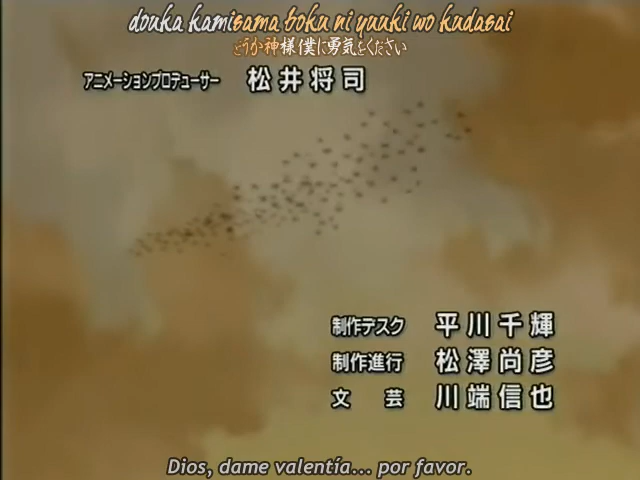 douka kamisama boku ni yuuki wo kudasai
どうか神様僕に勇気をください
アニメーションプロデューサー 松井将司
制作デスク 平川千輝
制作進行 松澤尚彦
文芸 川端信也
Dios, dame valentía... por favor.